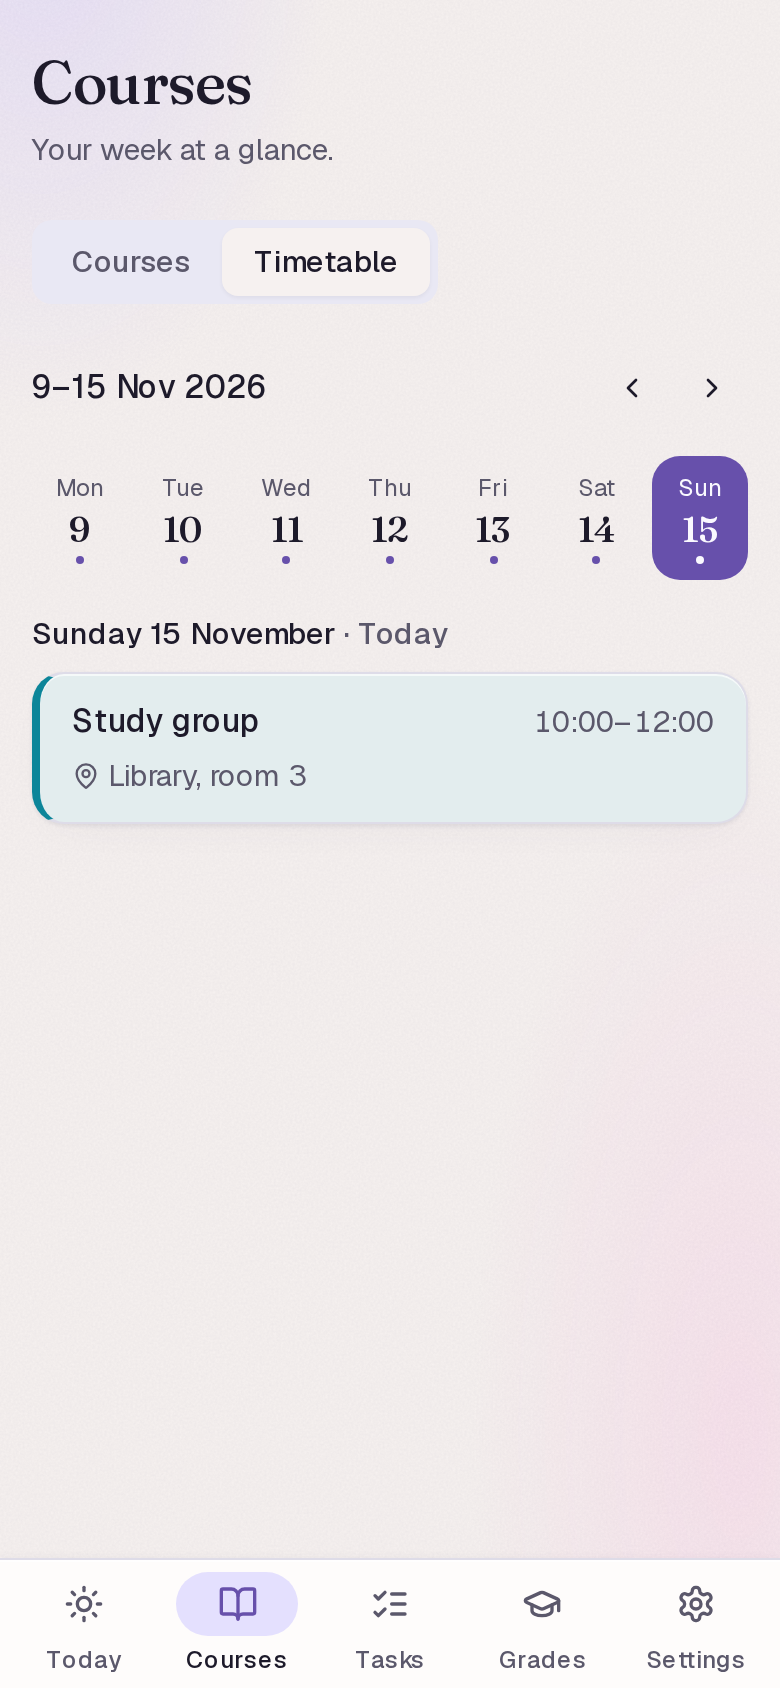 Courses
Your week at a glance.
Courses Timetable
9–15 Nov 2026
Mon Tue Wed Thu Fri Sat Sun
9 10 11 12 13 14 15
Sunday 15 November · Today
Study group 10:00–12:00
Library, room 3
Today Courses Tasks Grades Settings